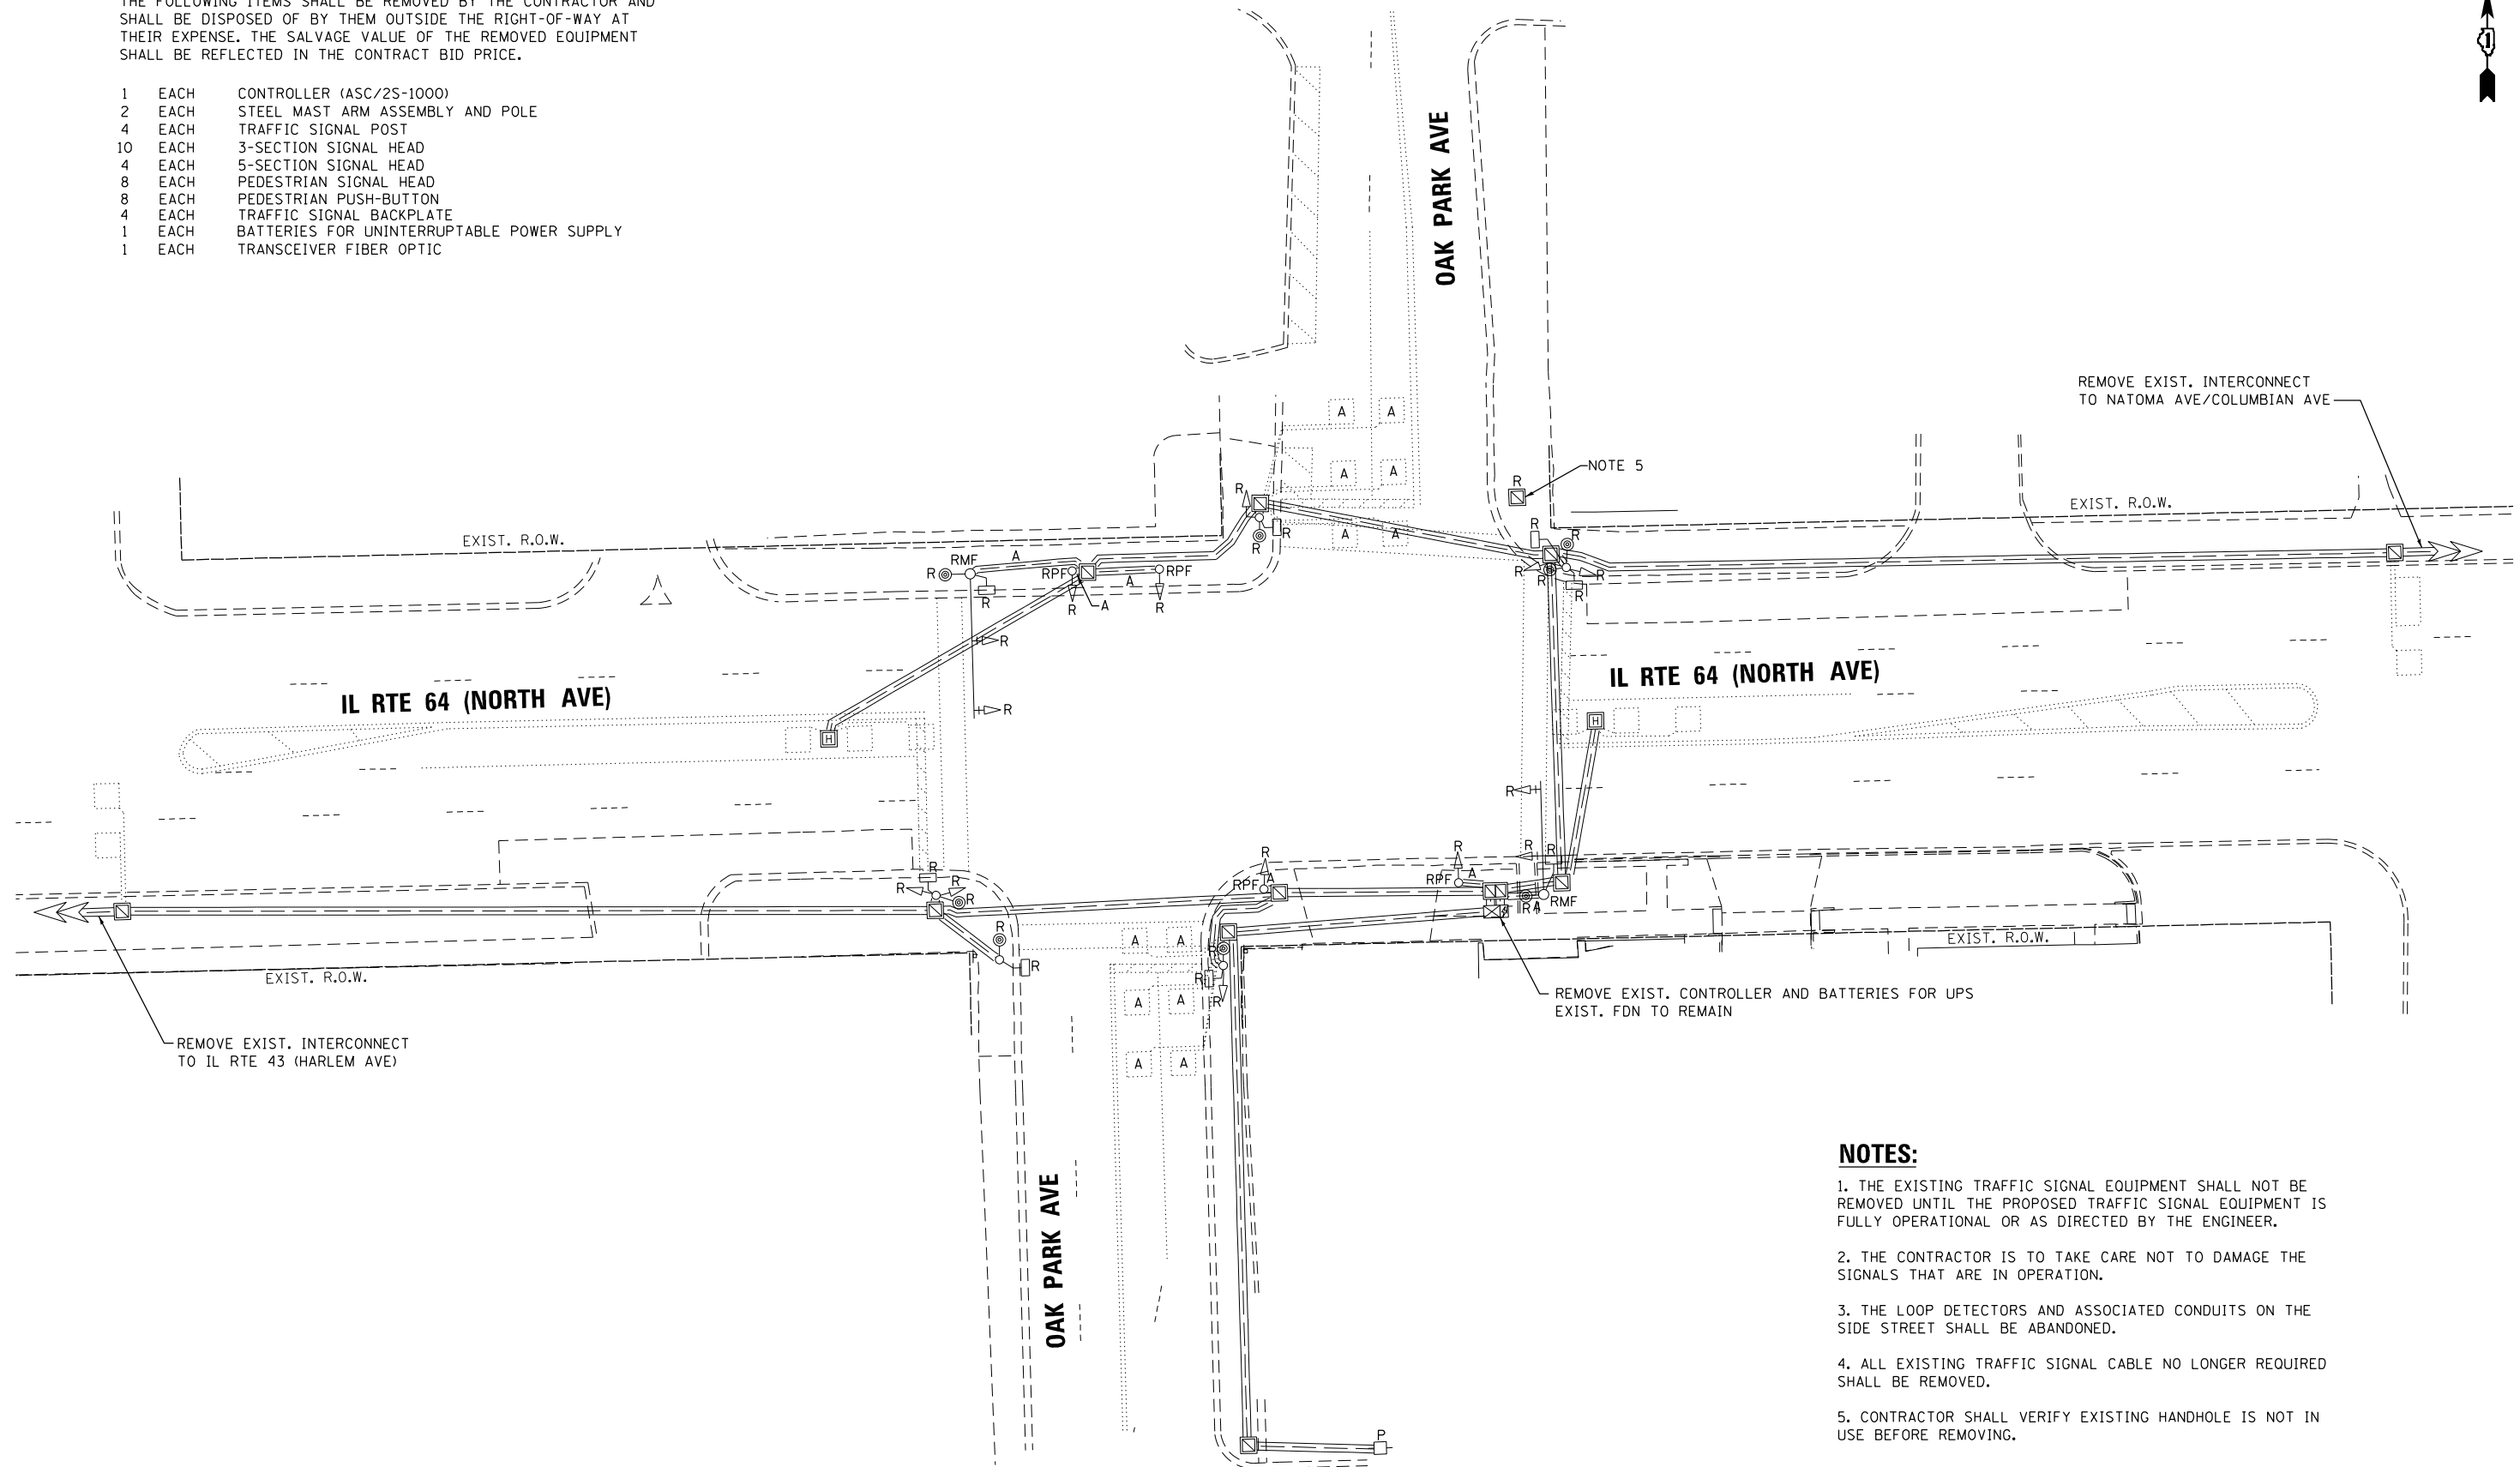 THE FOLLOWING ITEMS SHALL BE REMOVED BY THE CONTRACTOR AND
SHALL BE DISPOSED OF BY THEM OUTSIDE THE RIGHT-OF-WAY AT
THEIR EXPENSE. THE SALVAGE VALUE OF THE REMOVED EQUIPMENT
SHALL BE REFLECTED IN THE CONTRACT BID PRICE.
1 EACH CONTROLLER (ASC/2S-1000)
2 EACH STEEL MAST ARM ASSEMBLY AND POLE
4 EACH TRAFFIC SIGNAL POST
10 EACH 3-SECTION SIGNAL HEAD
4 EACH 5-SECTION SIGNAL HEAD
8 EACH PEDESTRIAN SIGNAL HEAD
8 EACH PEDESTRIAN PUSH-BUTTON
4 EACH TRAFFIC SIGNAL BACKPLATE
1 EACH BATTERIES FOR UNINTERRUPTABLE POWER SUPPLY
1 EACH TRANSCEIVER FIBER OPTIC
OAK PARK AVE
REMOVE EXIST. INTERCONNECT
TO NATOMA AVE/COLUMBIAN AVE
A A
A A
NOTE 5
R
R
EXIST. R.O.W.
EXIST. R.O.W.
R
R
A A
R
R RMF
A
RPF
A
RPF
R
R
R
R
R
A
R
R
R
R
IL RTE 64 (NORTH AVE)
IL RTE 64 (NORTH AVE)
R
H
H
R
R
R
R
R
R
R
R
R
RPF
A
RPF
A
R
A
RMF
R
R
R
R
R
A A
A A
A A
EXIST. R.O.W.
EXIST. R.O.W.
REMOVE EXIST. CONTROLLER AND BATTERIES FOR UPS
EXIST. FDN TO REMAIN
REMOVE EXIST. INTERCONNECT
TO IL RTE 43 (HARLEM AVE)
OAK PARK AVE
P
NOTES:
1. THE EXISTING TRAFFIC SIGNAL EQUIPMENT SHALL NOT BE
REMOVED UNTIL THE PROPOSED TRAFFIC SIGNAL EQUIPMENT IS
FULLY OPERATIONAL OR AS DIRECTED BY THE ENGINEER.
2. THE CONTRACTOR IS TO TAKE CARE NOT TO DAMAGE THE
SIGNALS THAT ARE IN OPERATION.
3. THE LOOP DETECTORS AND ASSOCIATED CONDUITS ON THE
SIDE STREET SHALL BE ABANDONED.
4. ALL EXISTING TRAFFIC SIGNAL CABLE NO LONGER REQUIRED
SHALL BE REMOVED.
5. CONTRACTOR SHALL VERIFY EXISTING HANDHOLE IS NOT IN
USE BEFORE REMOVING.